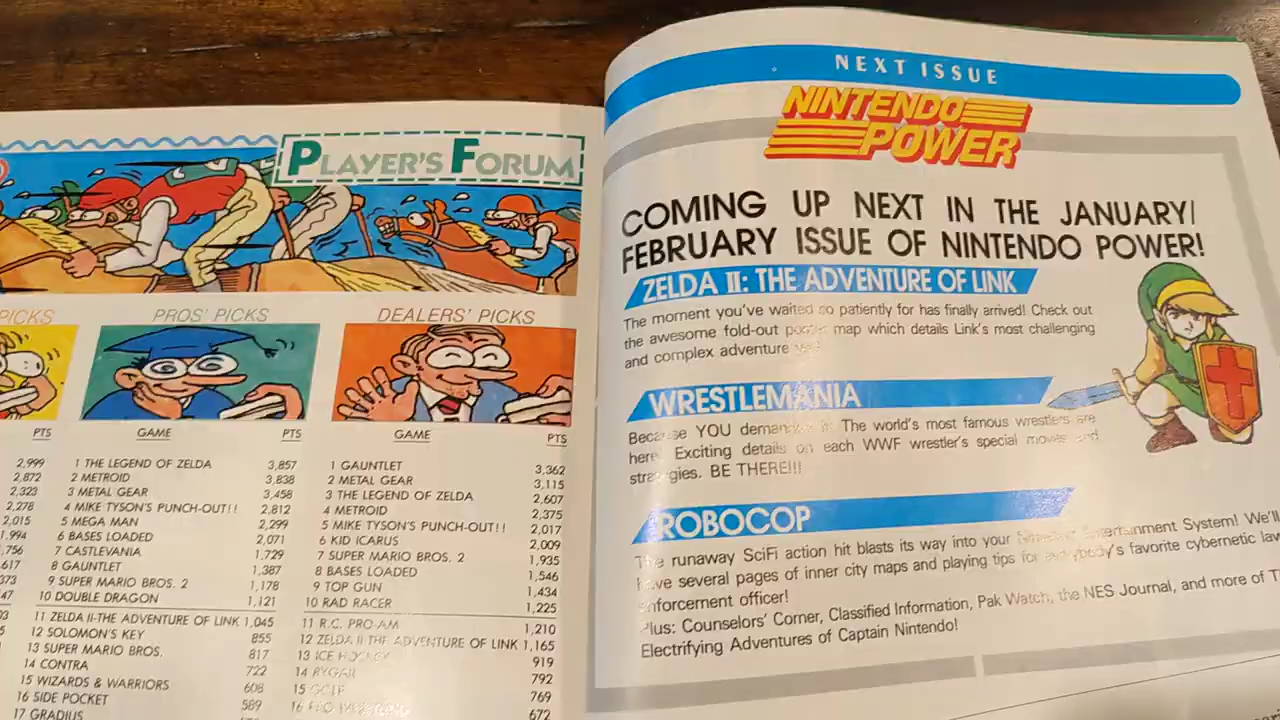 PLAYER'S FORUM
PICKS
PTS
2,999
2,872
2,323
2,278
2,015
1,994
,756
617
373
47
PROS' PICKS
GAME PTS
1 THE LEGEND OF ZELDA 3,857
2 METROID 3,838
3 METAL GEAR 3,458
4 MIKE TYSON'S PUNCH-OUT!! 2,812
5 MEGA MAN 2,299
6 BASES LOADED 2,071
7 CASTLEVANIA 1,729
8 GAUNTLET 1,387
9 SUPER MARIO BROS. 2 1,178
10 DOUBLE DRAGON 1,121
11 ZELDA II-THE ADVENTURE OF LINK 1,045
12 SOLOMON'S KEY 855
13 SUPER MARIO BROS. 817
14 CONTRA 722
15 WIZARDS & WARRIORS 608
16 SIDE POCKET 589
17 GRADIUS
DEALERS' PICKS
GAME PTS
1 GAUNTLET 3,362
2 METAL GEAR 3,115
3 THE LEGEND OF ZELDA 2,607
4 METROID 2,375
5 MIKE TYSON'S PUNCH-OUT!! 2,017
6 KID ICARUS 2,009
7 SUPER MARIO BROS. 2 1,935
8 BASES LOADED 1,546
9 TOP GUN 1,434
10 RAD RACER 1,225
11 R.C. PRO-AM 1,210
12 ZELDA II-THE ADVENTURE OF LINK 1,165
13 ICE HOCKEY 919
14 RYGAR 792
15 GOLF 769
16 672
NEXT ISSUE
NINTENDO
POWER
COMING UP NEXT IN THE JANUARY/
FEBRUARY ISSUE OF NINTENDO POWER!
ZELDA II: THE ADVENTURE OF LINK
The moment you've waited so patiently for has finally arrived! Check out
the awesome fold-out poster map which details Link's most challenging
and complex adventure
WRESTLEMANIA
Because YOU demanded it. The world's most famous wrestlers are
here! Exciting details on each WWF wrestler's special moves and
strategies. BE THERE!!!
ROBOCOP
The runaway SciFi action hit blasts its way into your Entertainment System! We'll
have several pages of inner city maps and playing tips for everybody's favorite cybernetic law
enforcement officer!
Plus: Counselors' Corner, Classified Information, Pak Watch, the NES Journal, and more of T
Electrifying Adventures of Captain Nintendo!